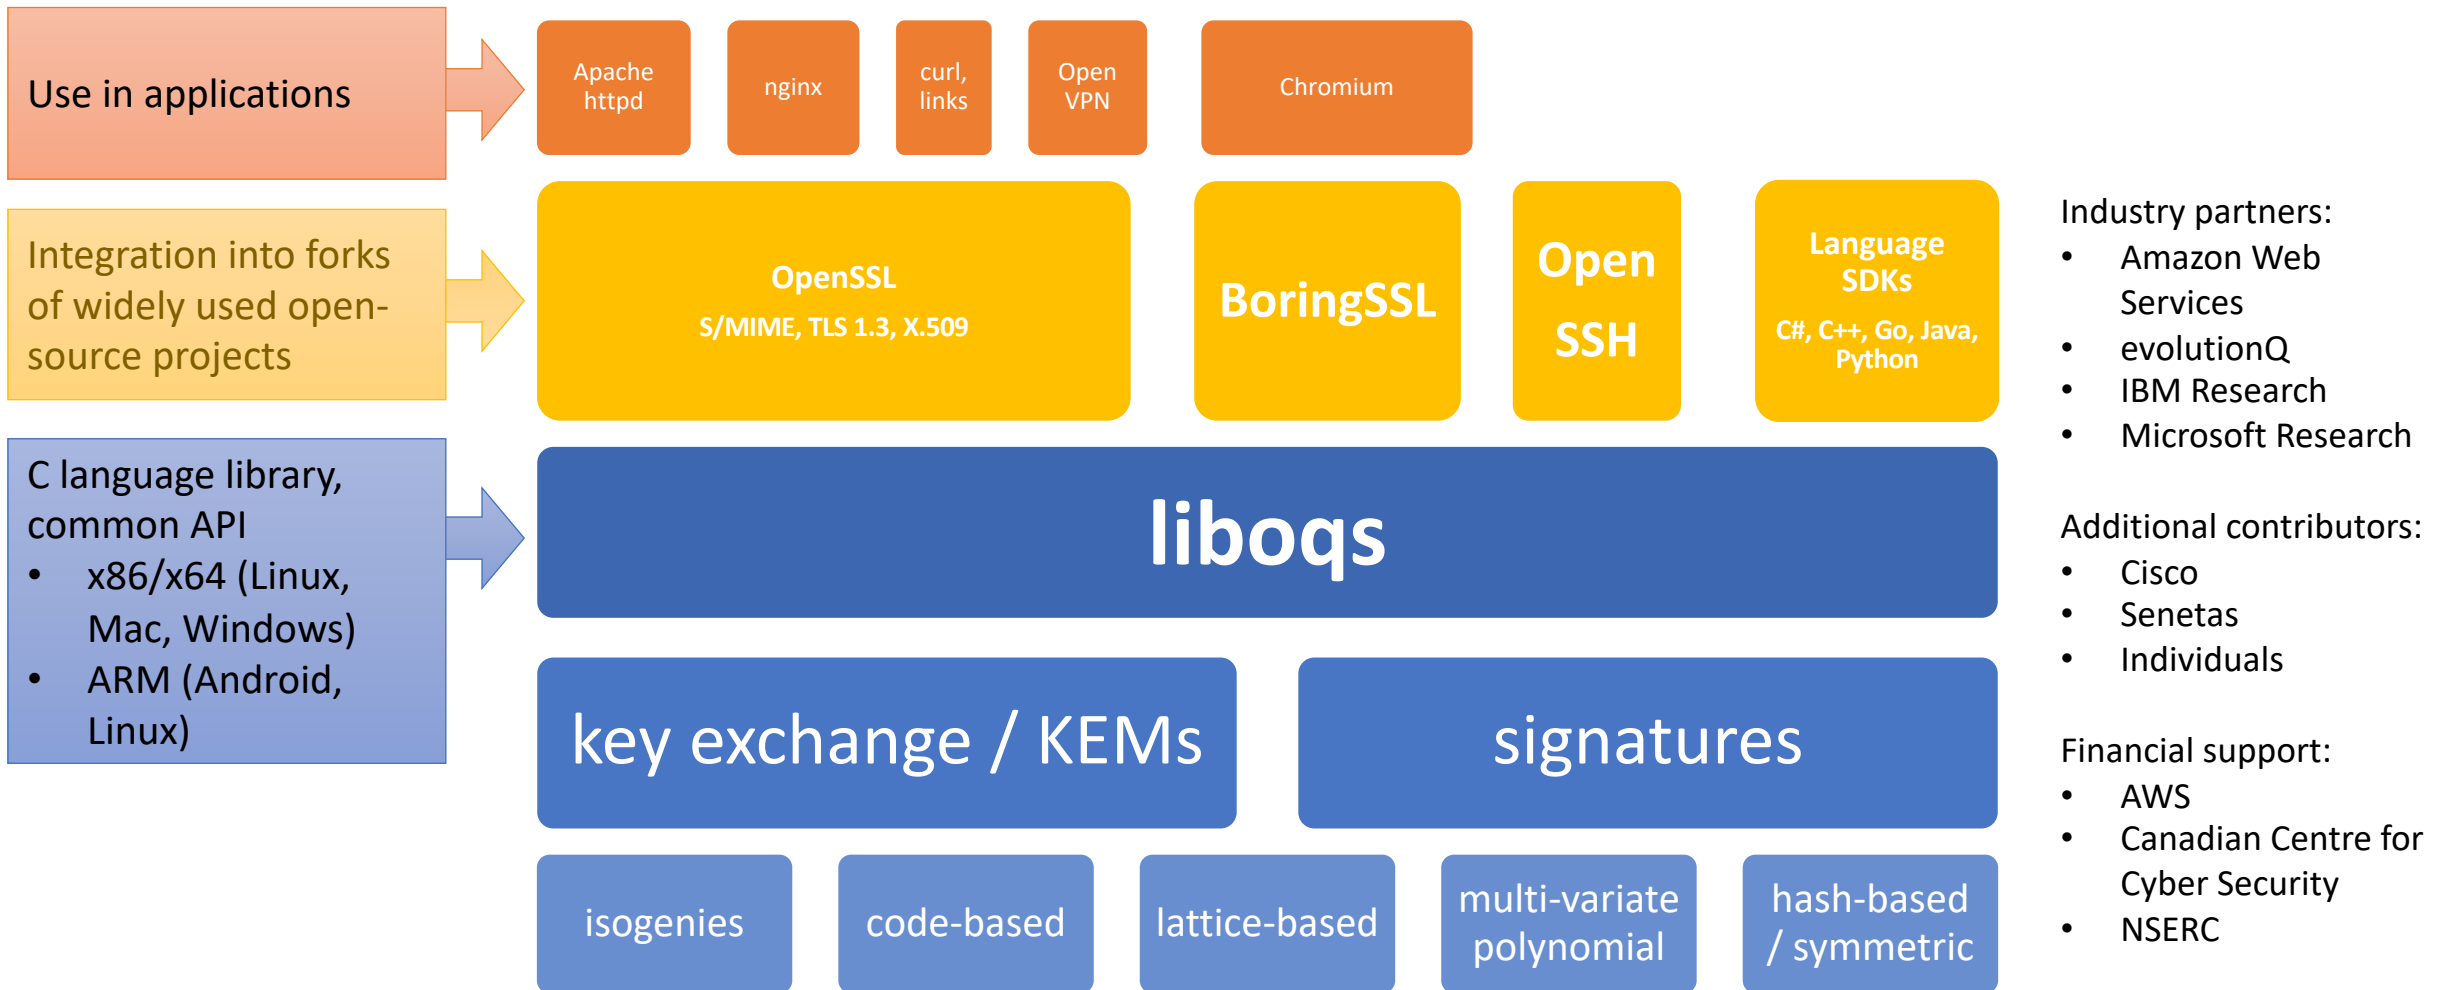 Use in applications
Apache
httpd
nginx
curl,
links
Open
VPN
Chromium
Integration into forks
of widely used open-
source projects
OpenSSL
S/MIME, TLS 1.3, X.509
BoringSSL
Open
SSH
Language
SDKs
C#, C++, Go, Java,
Python
C language library,
common API
• x86/x64 (Linux,
Mac, Windows)
• ARM (Android,
Linux)
liboqs
key exchange / KEMs
signatures
isogenies
code-based
lattice-based
multi-variate
polynomial
hash-based
/ symmetric
Industry partners:
• Amazon Web
Services
• evolutionQ
• IBM Research
• Microsoft Research
Additional contributors:
• Cisco
• Senetas
• Individuals
Financial support:
• AWS
• Canadian Centre for
Cyber Security
• NSERC